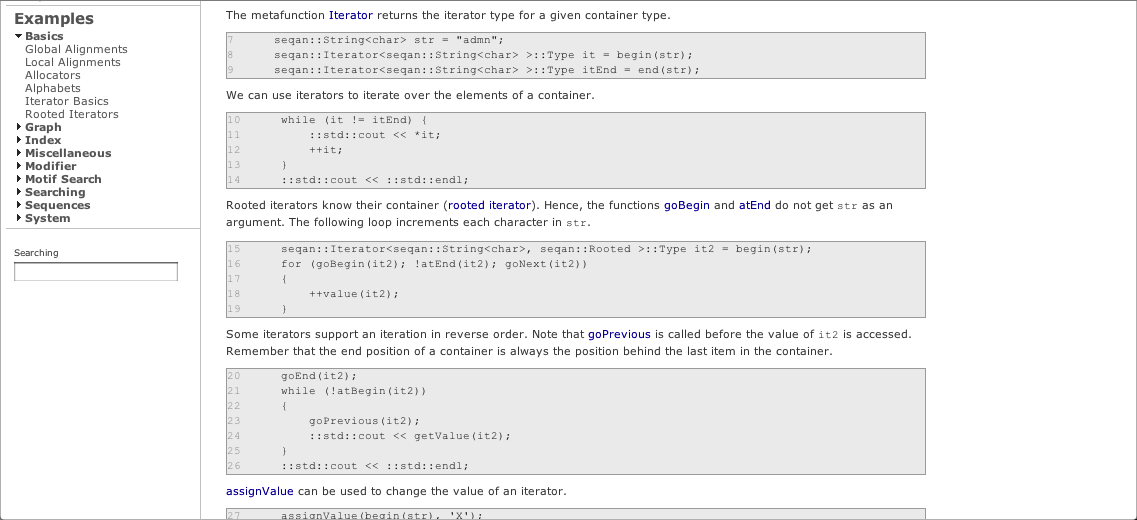 Examples
Basics
Global Alignments
Local Alignments
Allocators
Alphabets
Iterator Basics
Rooted Iterators
Graph
Index
Miscellaneous
Modifier
Motif Search
Searching
Sequences
System
Searching
The metafunction Iterator returns the iterator type for a given container type.
7 seqan::String<char> str = "admn";
8 seqan::Iterator<seqan::String<char> >::Type it = begin(str);
9 seqan::Iterator<seqan::String<char> >::Type itEnd = end(str);
We can use iterators to iterate over the elements of a container.
10 while (it != itEnd) {
11 ::std::cout << *it;
12 ++it;
13 }
14 ::std::cout << ::std::endl;
Rooted iterators know their container (rooted iterator). Hence, the functions goBegin and atEnd do not get str as an
argument. The following loop increments each character in str.
15 seqan::Iterator<seqan::String<char>, seqan::Rooted >::Type it2 = begin(str);
16 for (goBegin(it2); !atEnd(it2); goNext(it2))
17 {
18 ++value(it2);
19 }
Some iterators support an iteration in reverse order. Note that goPrevious is called before the value of it2 is accessed.
Remember that the end position of a container is always the position behind the last item in the container.
20 goEnd(it2);
21 while (!atBegin(it2))
22 {
23 goPrevious(it2);
24 ::std::cout << getValue(it2);
25 }
26 ::std::cout << ::std::endl;
assignValue can be used to change the value of an iterator.
27 assignValue(begin(str), 'X');